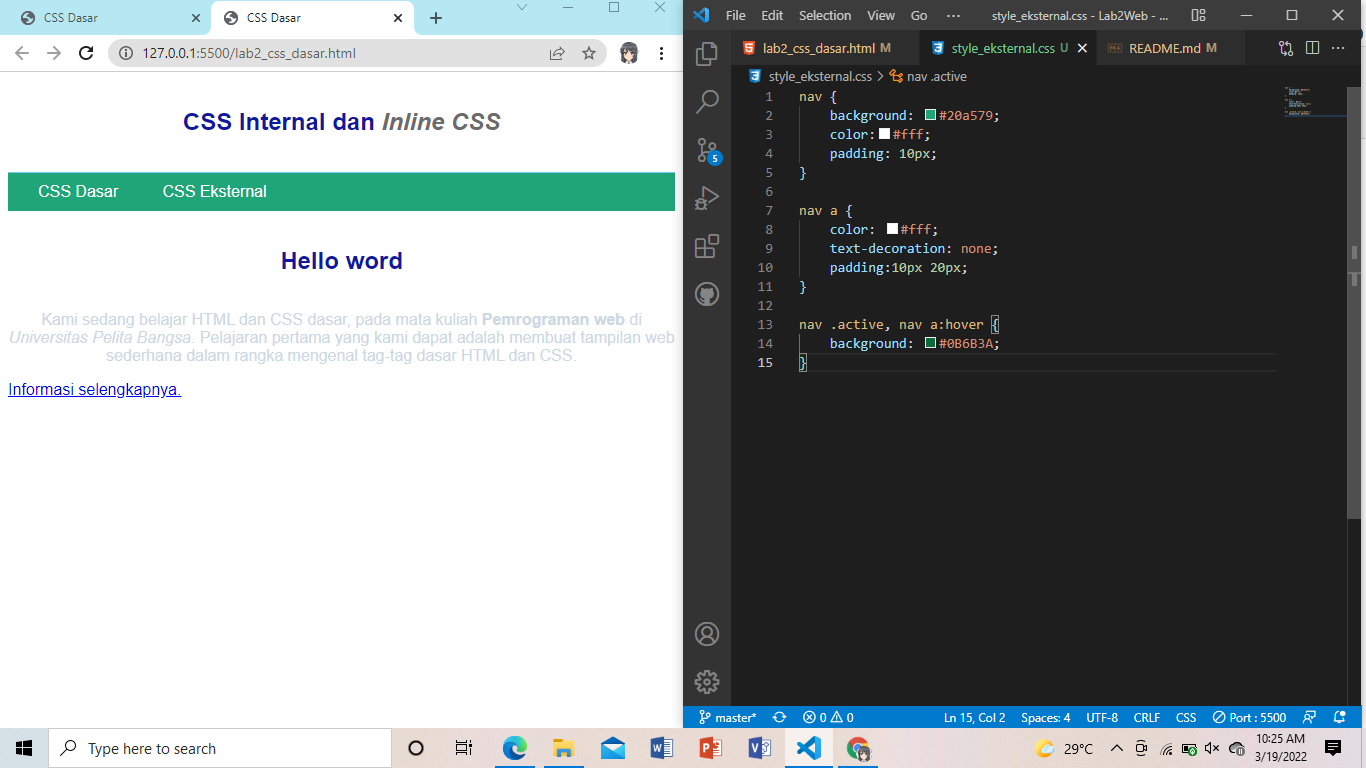 CSS Dasar
CSS Dasar
127.0.0.1:5500/lab2_css_dasar.html
CSS Internal dan Inline CSS
CSS Dasar CSS Eksternal
Hello word
Kami sedang belajar HTML dan CSS dasar, pada mata kuliah Pemrograman web di
Universitas Pelita Bangsa. Pelajaran pertama yang kami dapat adalah membuat tampilan web
sederhana dalam rangka mengenal tag-tag dasar HTML dan CSS.
Informasi selengkapnya.
File Edit Selection View Go ··· style_eksternal.css - Lab2Web - ...
lab2_css_dasar.html M style_eksternal.css U README.md M
style_eksternal.css > nav .active
5
1 nav {
2 background: #20a579;
3 color: #fff;
4 padding: 10px;
5 }
6
7 nav a {
8 color: #fff;
9 text-decoration: none;
10 padding:10px 20px;
11 }
12
13 nav .active, nav a:hover {
14 background: #0B6B3A;
15 }
master* 0 0 Ln 15, Col 2 Spaces: 4 UTF-8 CRLF CSS Port : 5500
Type here to search
29°C
10:25 AM
3/19/2022